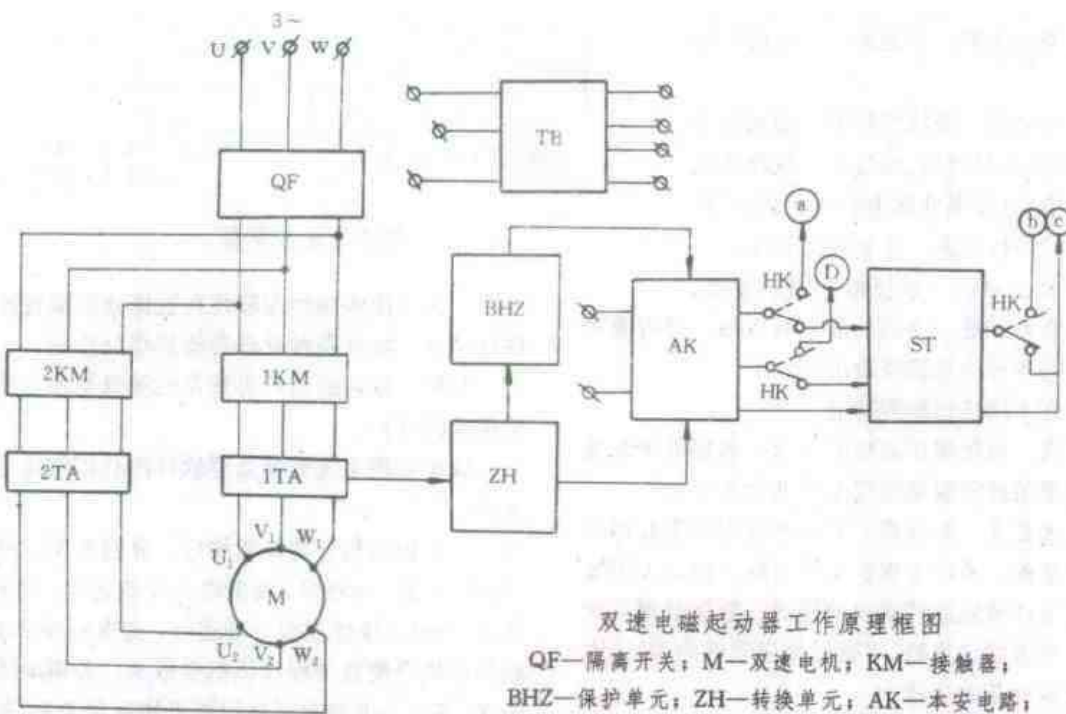 3～
U V W
QF
TB
a
b c
D
BHZ
HK
HK
HK
AK
ST
2KM 1KM
2TA 1TA
ZH
U₁ V₁ W₁
M
U₂ V₂ W₂
双速电磁起动器工作原理框图
QF—隔离开关；M—双速电机；KM—接触器；
BHZ—保护单元；ZH—转换单元；AK—本安电路；